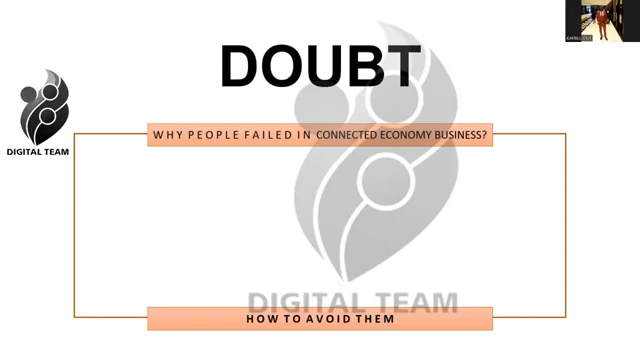 DOUBT
DIGITAL TEAM
WHY PEOPLE FAILED IN CONNECTED ECONOMY BUSINESS?
DIGITAL TEAM
HOW TO AVOID THEM